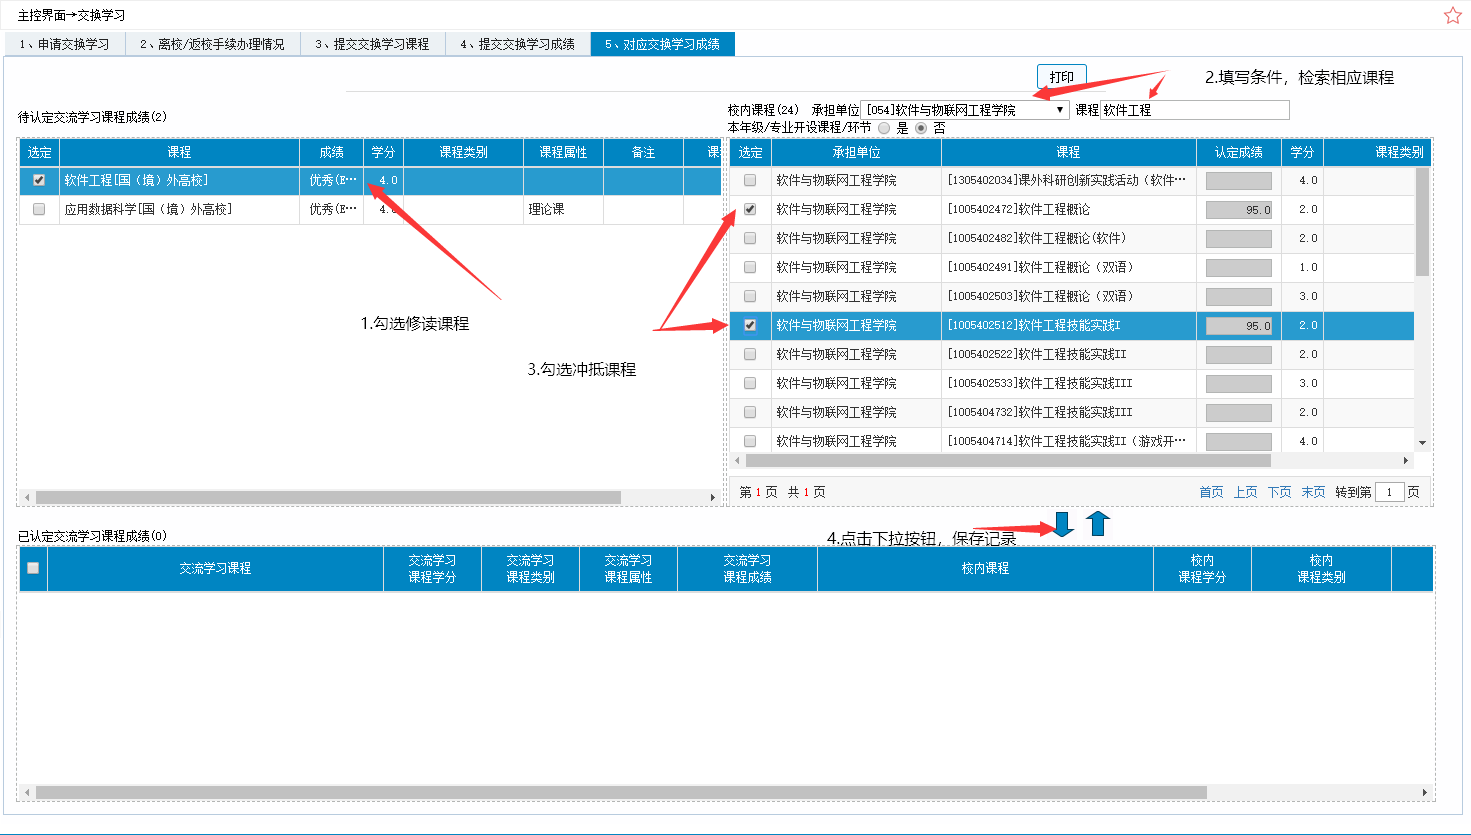 主控界面→交换学习
1、申请交换学习 2、离校/返校手续办理情况 3、提交交换学习课程 4、提交交换学习成绩 5、对应交换学习成绩
打印
2.填写条件，检索相应课程
待认定交流学习课程成绩(2)
校内课程(24) 承担单位 [054]软件与物联网工程学院 课程 软件工程
本年级/专业开设课程/环节 是 否
选定 课程 成绩 学分 课程类别 课程属性 备注
软件工程[国（境）外高校] 优秀(E… 4.0
应用数据科学[国（境）外高校] 优秀(E… 理论课
1.勾选修读课程
3.勾选冲抵课程
选定 承担单位 课程 认定成绩 学分 课程类别
软件与物联网工程学院 [1305402034]课外科研创新实践活动（软件… 4.0
软件与物联网工程学院 [1005402472]软件工程概论 95.0 2.0
软件与物联网工程学院 [1005402482]软件工程概论(软件) 2.0
软件与物联网工程学院 [1005402491]软件工程概论（双语） 1.0
软件与物联网工程学院 [1005402503]软件工程概论（双语） 3.0
软件与物联网工程学院 [1005402512]软件工程技能实践I 95.0 2.0
软件与物联网工程学院 [1005402522]软件工程技能实践II 2.0
软件与物联网工程学院 [1005402533]软件工程技能实践III 3.0
软件与物联网工程学院 [1005404732]软件工程技能实践III 2.0
软件与物联网工程学院 [1005404714]软件工程技能实践II（游戏开… 4.0
第 1 页 共 1 页 首页 上页 下页 末页 转到第 1 页
4.点击下拉按钮，保存记录
已认定交流学习课程成绩(0)
交流学习课程 交流学习课程学分 交流学习课程类别 交流学习课程属性 交流学习课程成绩 校内课程 校内课程学分 校内课程类别